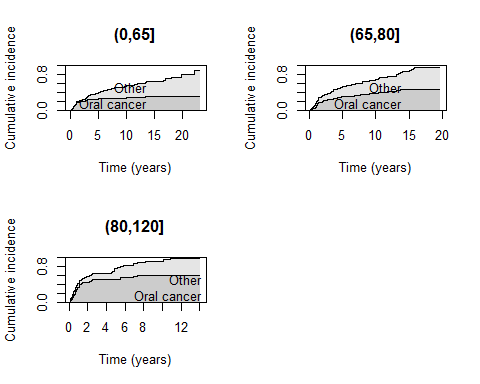 (0,65]
Cumulative incidence
0.0 0.8
Other
Oral cancer
0 5 10 15 20
Time (years)
(65,80]
Cumulative incidence
0.0 0.8
Other
Oral cancer
0 5 10 15 20
Time (years)
(80,120]
Cumulative incidence
0.0 0.8
Other
Oral cancer
0 2 4 6 8 12
Time (years)